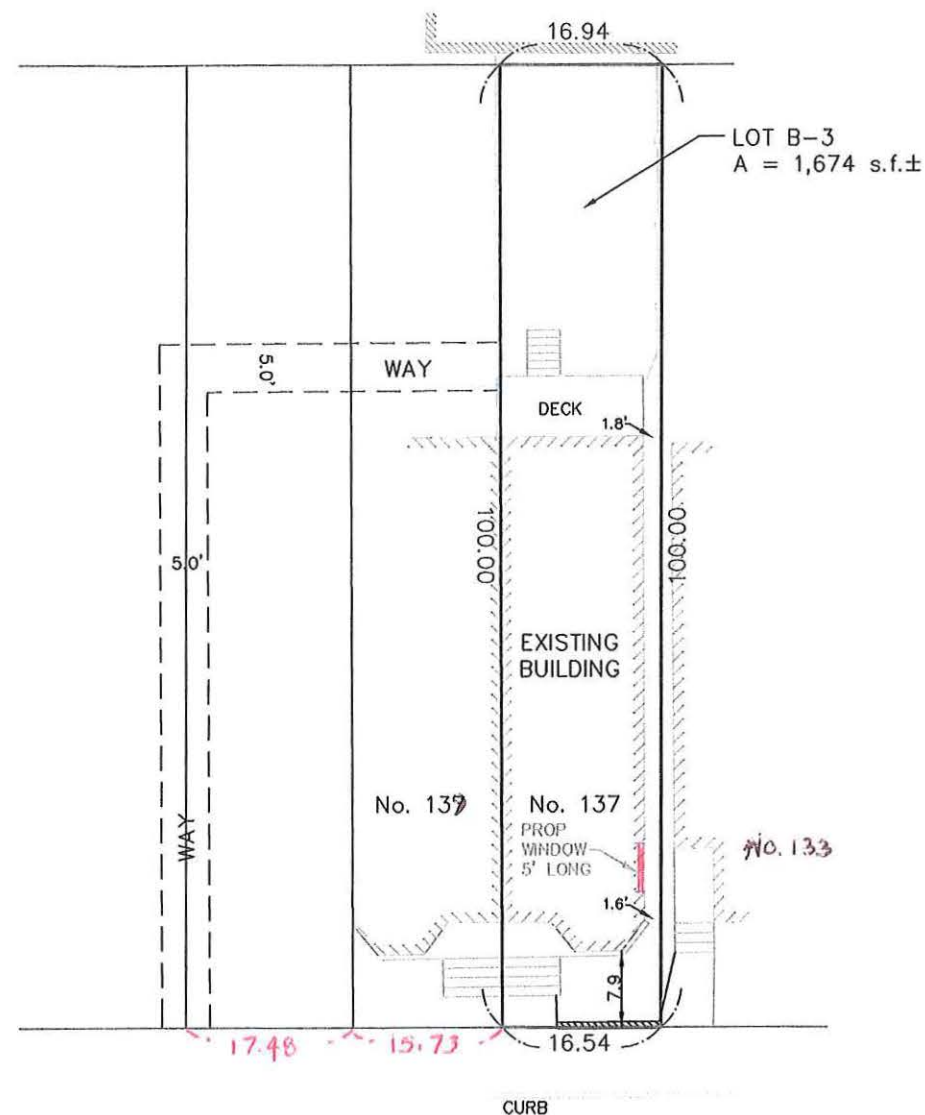 16.94
LOT B-3
A = 1,674 s.f.±
5.0'
WAY
DECK
1.8'
5.0'
100.00
100.00
EXISTING
BUILDING
WAY
No. 139
No. 137
PROP
WINDOW
5' LONG
No. 133
1.6'
7.9
17.48
15.73
16.54
CURB